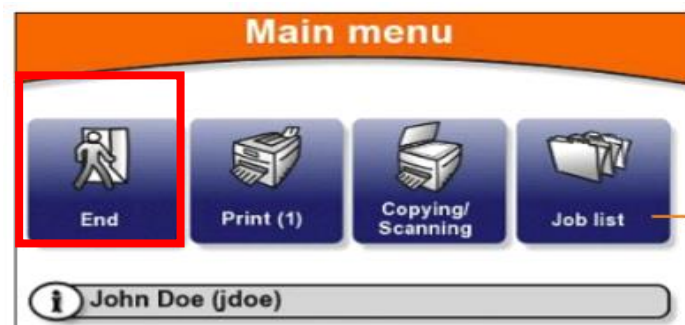 Main menu
End
Print (1)
Copying/
Scanning
Job list
i
John Doe (jdoe)